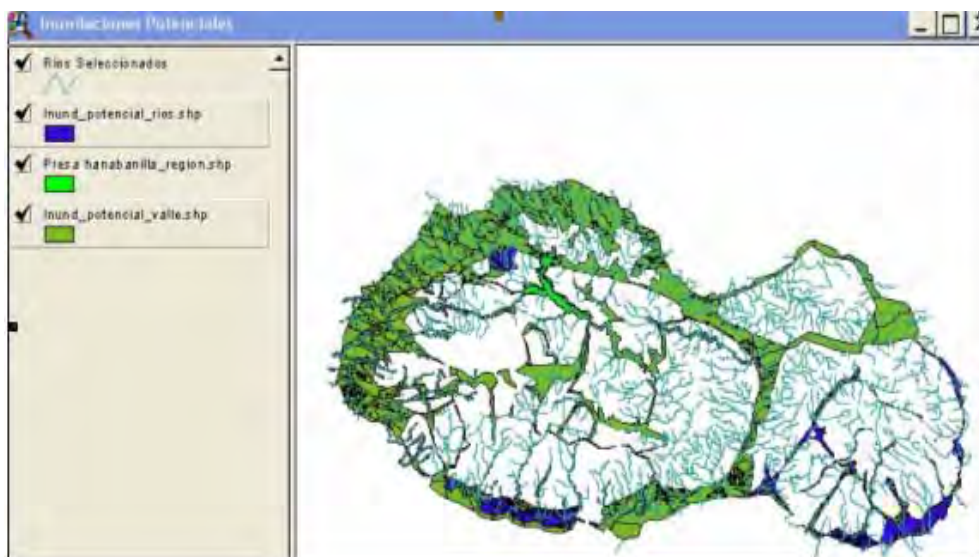 Inundaciones Potenciales
Rios Seleccionados
Inund_potencial_rios.shp
Presa hanabanilla_region.shp
Inund_potencial_valle.shp